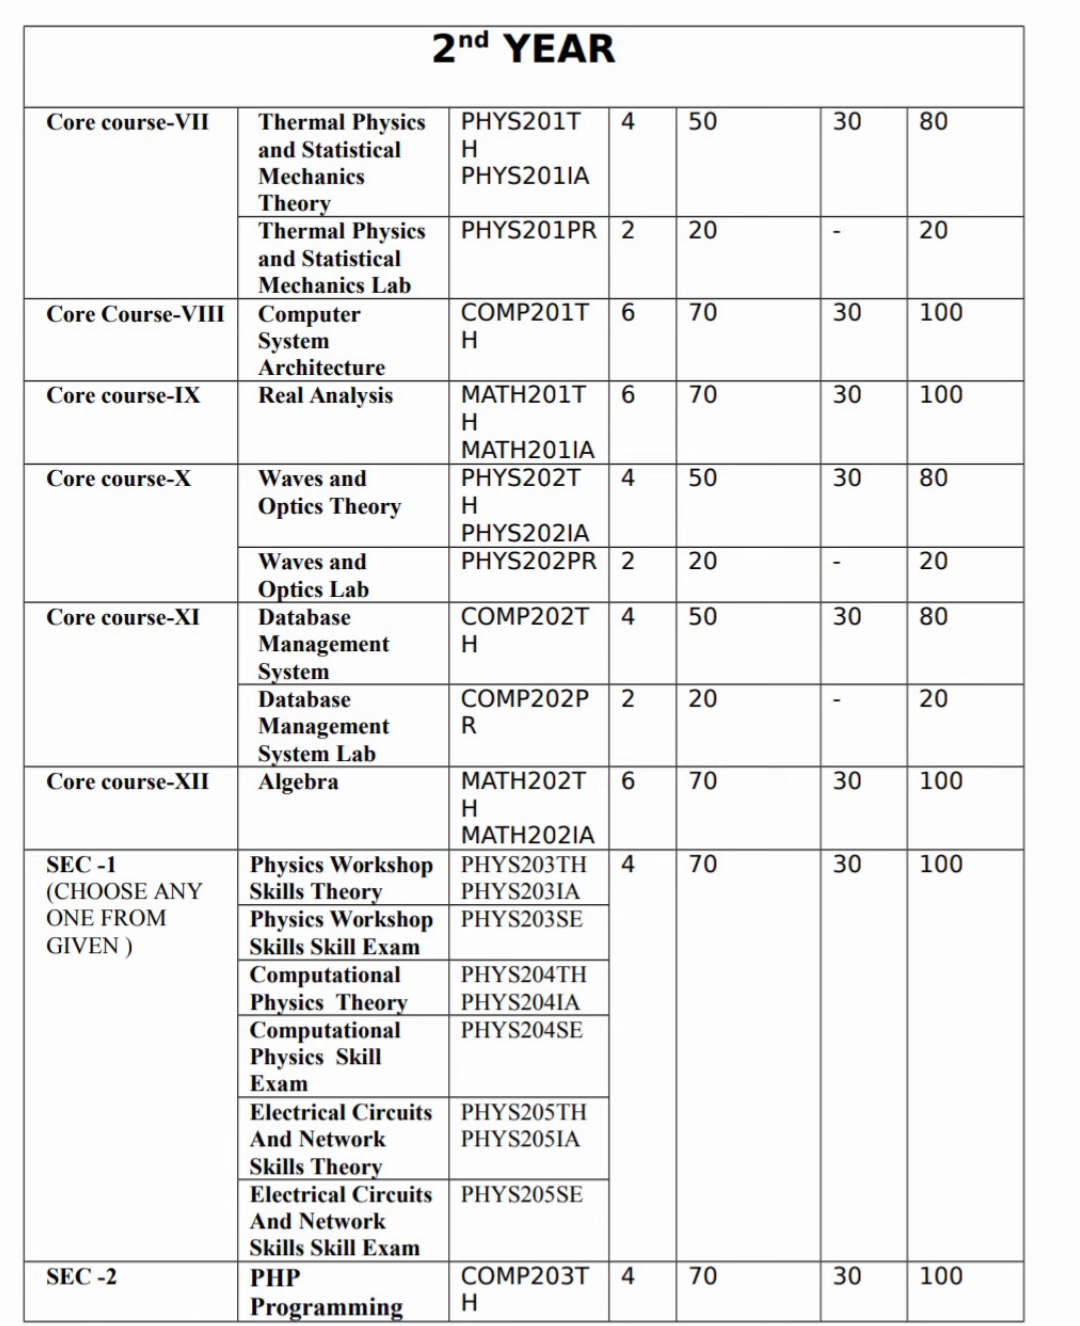 2nd YEAR
Core course-VII Thermal Physics PHYS201T 4 50 30 80
and Statistical H
Mechanics PHYS201IA
Theory
Thermal Physics PHYS201PR 2 20 - 20
and Statistical
Mechanics Lab
Core Course-VIII Computer COMP201T 6 70 30 100
System H
Architecture
Core course-IX Real Analysis MATH201T 6 70 30 100
H
MATH201IA
Core course-X Waves and PHYS202T 4 50 30 80
Optics Theory H
PHYS202IA
Waves and PHYS202PR 2 20 - 20
Optics Lab
Core course-XI Database COMP202T 4 50 30 80
Management H
System
Database COMP202P 2 20 - 20
Management R
System Lab
Core course-XII Algebra MATH202T 6 70 30 100
H
MATH202IA
SEC -1 Physics Workshop PHYS203TH 4 70 30 100
(CHOOSE ANY Skills Theory PHYS203IA
ONE FROM Physics Workshop PHYS203SE
GIVEN ) Skills Skill Exam
Computational PHYS204TH
Physics Theory PHYS204IA
Computational PHYS204SE
Physics Skill
Exam
Electrical Circuits PHYS205TH
And Network PHYS205IA
Skills Theory
Electrical Circuits PHYS205SE
And Network
Skills Skill Exam
SEC -2 PHP COMP203T 4 70 30 100
Programming H